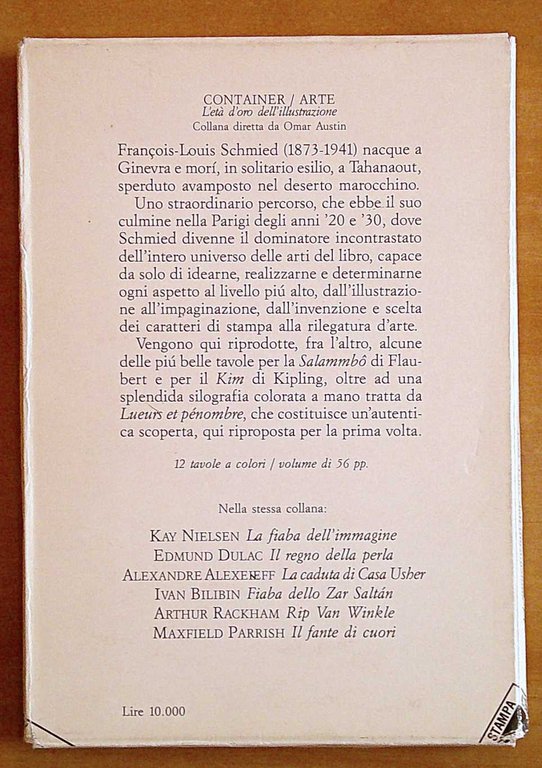 CONTAINER / ARTE
L'età d'oro dell'illustrazione
Collana diretta da Omar Austin
François-Louis Schmied (1873-1941) nacque a
Ginevra e morí, in solitario esilio, a Tahanaout,
sperduto avamposto nel deserto marocchino.
Uno straordinario percorso, che ebbe il suo
culmine nella Parigi degli anni '20 e '30, dove
Schmied divenne il dominatore incontrastato
dell'intero universo delle arti del libro, capace
da solo di idearne, realizzarne e determinarne
ogni aspetto al livello piú alto, dall'illustrazio-
ne all'impaginazione, dall'invenzione e scelta
dei caratteri di stampa alla rilegatura d'arte.
Vengono qui riprodotte, fra l'altro, alcune
delle piú belle tavole per la Salammbô di Flau-
bert e per il Kim di Kipling, oltre ad una
splendida silografia colorata a mano tratta da
Lueurs et pénombre, che costituisce un'autenti-
ca scoperta, qui riproposta per la prima volta.
12 tavole a colori / volume di 56 pp.
Nella stessa collana:
KAY NIELSEN La fiaba dell'immagine
EDMUND DULAC Il regno della perla
ALEXANDRE ALEXEIEFF La caduta di Casa Usher
IVAN BILIBIN Fiaba dello Zar Saltán
ARTHUR RACKHAM Rip Van Winkle
MAXFIELD PARRISH Il fante di cuori
Lire 10.000
STAMPA